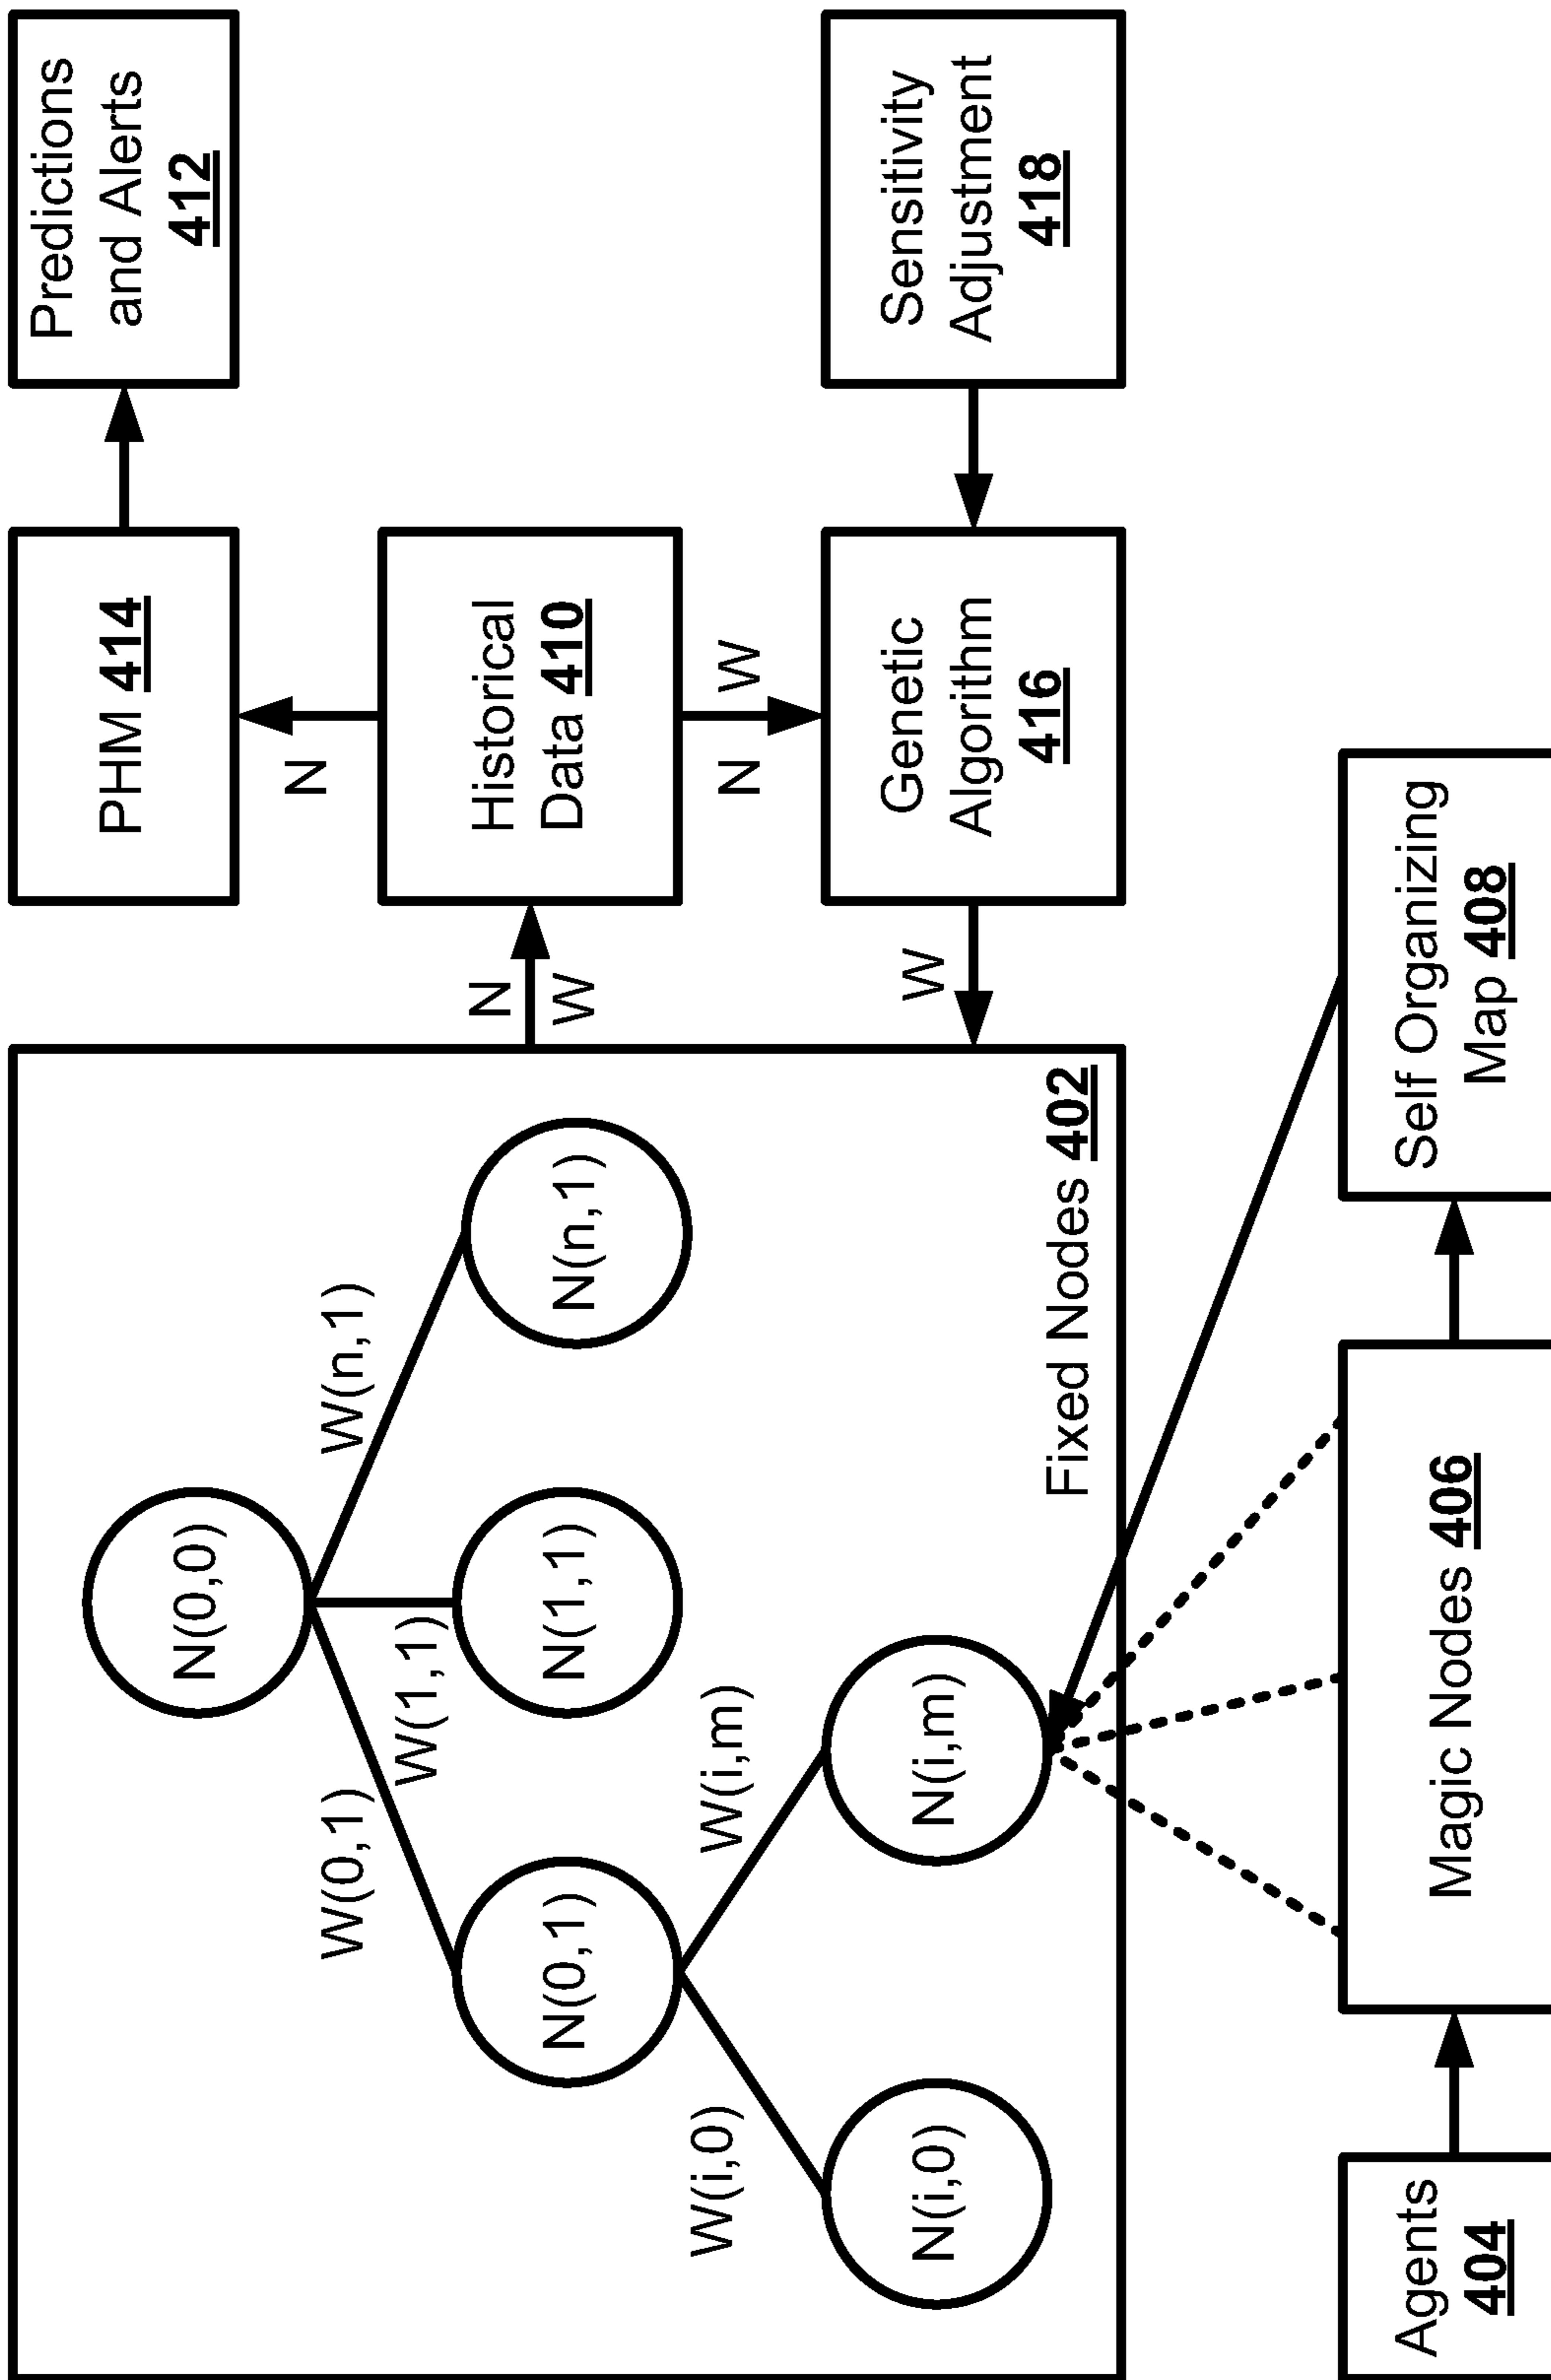 N(0,0)
W(0,1)
W(1,1)
W(n,1)
N(0,1)
N(1,1)
N(n,1)
W(i,0)
W(i,m)
N(i,0)
N(i,m)
Fixed Nodes 402
N
W
PHM 414
Predictions
and Alerts
412
N
Historical
Data 410
N
W
W
Genetic
Algorithm
416
Sensitivity
Adjustment
418
Agents
404
Magic Nodes 406
Self Organizing
Map 408